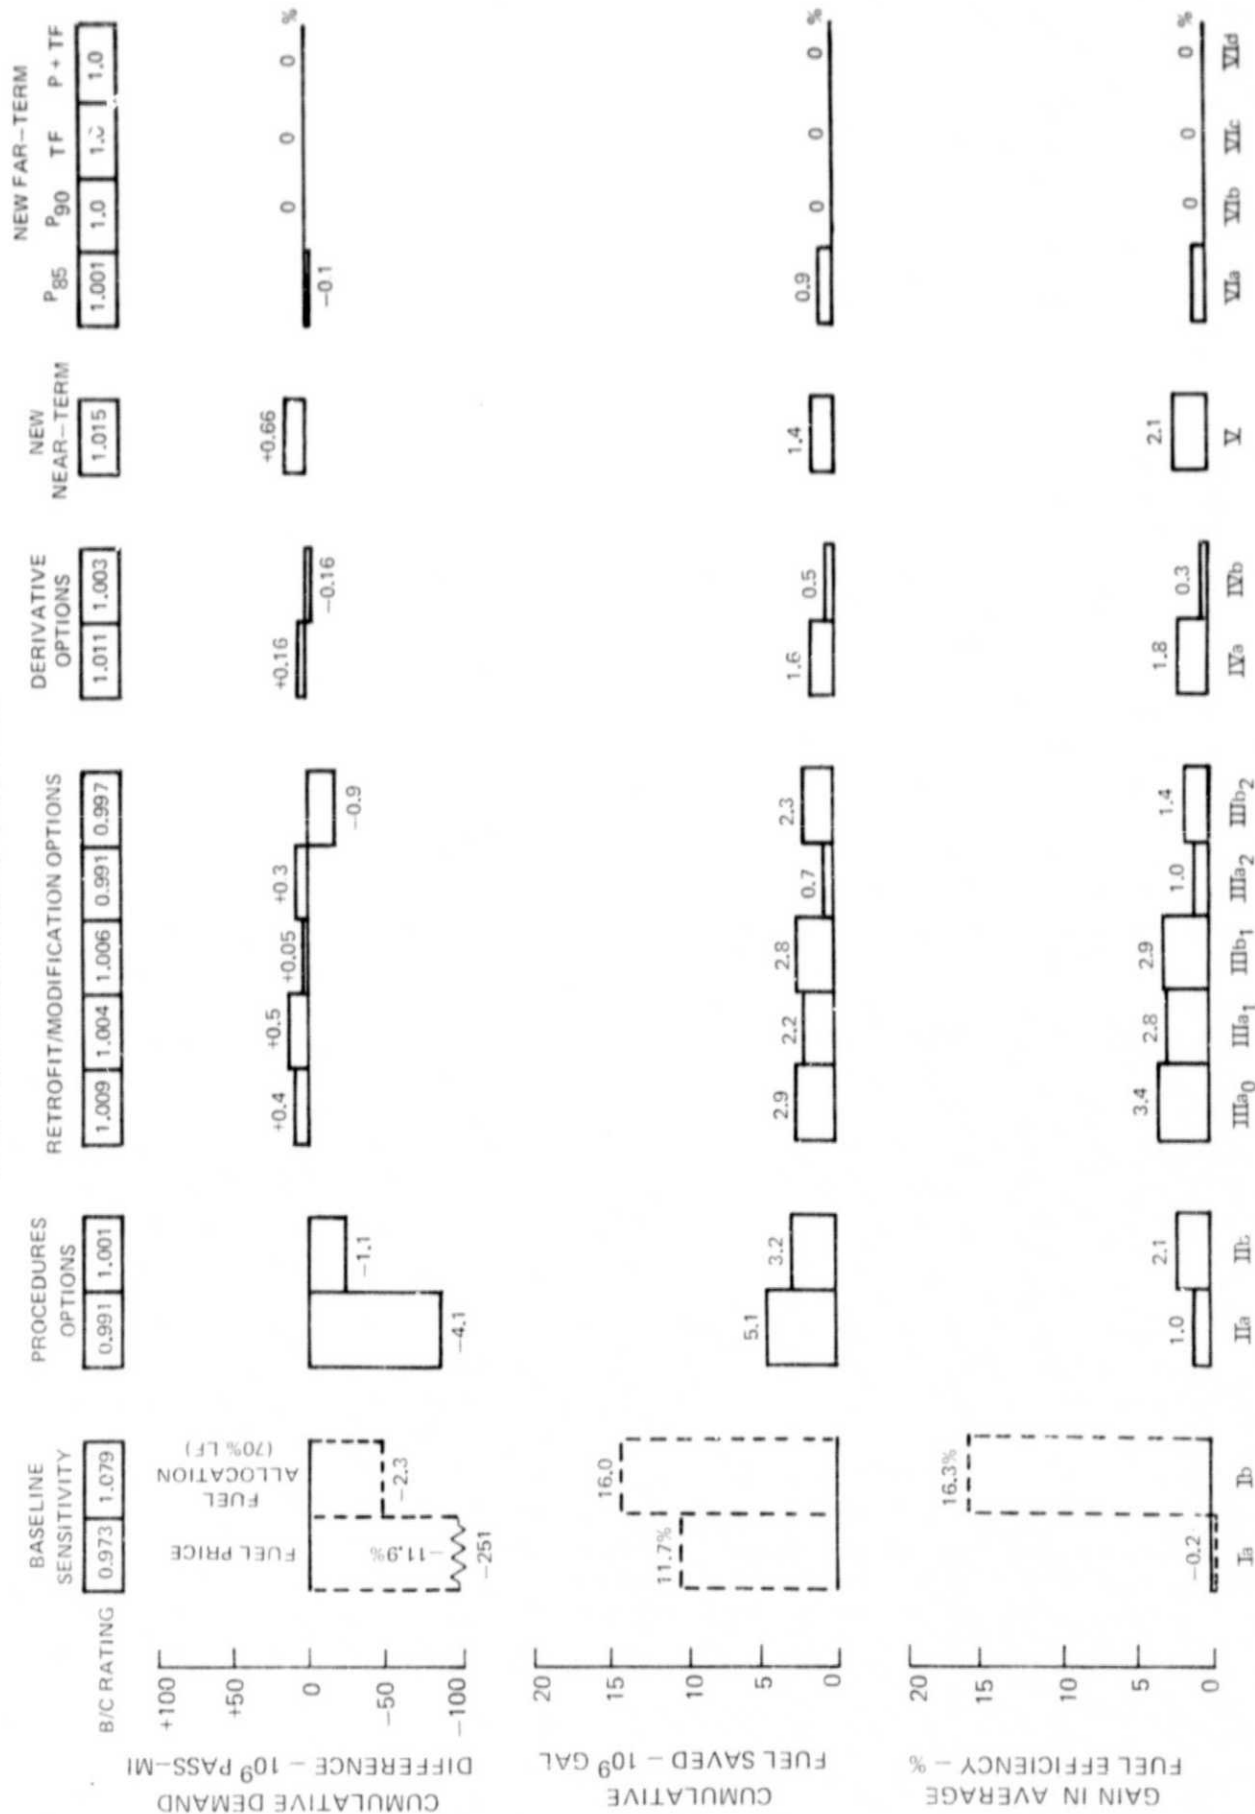 BASELINE
SENSITIVITY
PROCEDURES
OPTIONS
RETROFIT/MODIFICATION OPTIONS
DERIVATIVE
OPTIONS
NEW
NEAR-TERM
NEW FAR-TERM
P85 P90 TF P + TF
B/C RATING
0.973 1.079
0.991 1.001
1.009 1.004 1.006 0.991 0.997
1.011 1.003
1.015
1.001 1.0 1.0 1.0
CUMULATIVE DEMAND
DIFFERENCE - 10⁹ PASS-MI
+100
+50
0
-50
-100
FUEL PRICE
-11.9%
-251
FUEL
ALLOCATION
(70% LF)
-2.3
-4.1
-1.1
+0.4
+0.5
+0.05
+0.3
-0.9
+0.16
-0.16
+0.66
-0.1
0 0 0 %
CUMULATIVE
FUEL SAVED - 10⁹ GAL
20
15
10
5
0
11.7%
16.0
5.1
3.2
2.9
2.2
2.8
0.7
2.3
1.6
0.5
1.4
0.9
0 0 0 %
GAIN IN AVERAGE
FUEL EFFICIENCY - %
20
15
10
5
0
-0.2
16.3%
1.0
2.1
3.4
2.8
2.9
1.0
1.4
1.8
0.3
2.1
0 0 0 %
Ia Ib IIa IIb IIIa0 IIIa1 IIIb1 IIIa2 IIIb2 IVa IVb V VIa VIb VIc VId